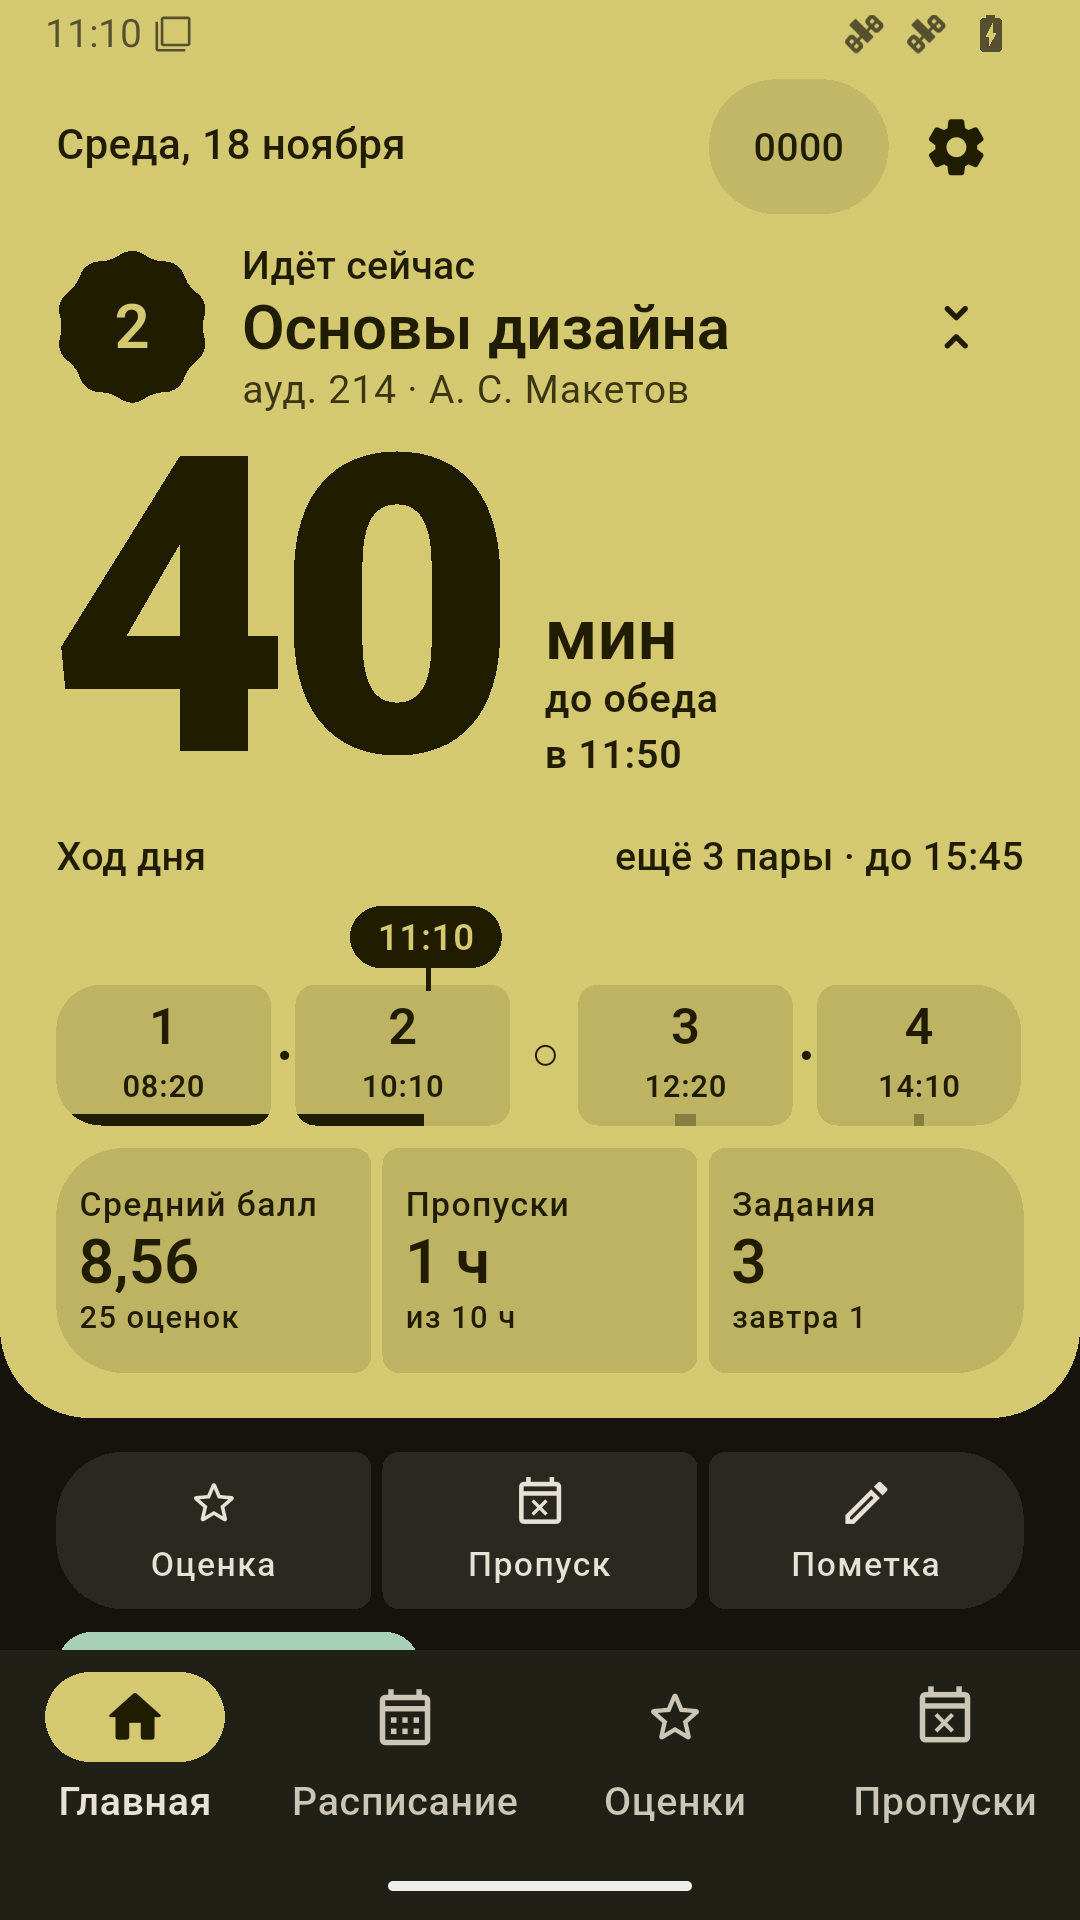 11:10
Среда, 18 ноября
0000
2
Идёт сейчас
Основы дизайна
ауд. 214 · А. С. Макетов
40
мин
до обеда
в 11:50
Ход дня
ещё 3 пары · до 15:45
11:10
1
08:20
2
10:10
3
12:20
4
14:10
Средний балл
8,56
25 оценок
Пропуски
1 ч
из 10 ч
Задания
3
завтра 1
Оценка
Пропуск
Пометка
Главная
Расписание
Оценки
Пропуски